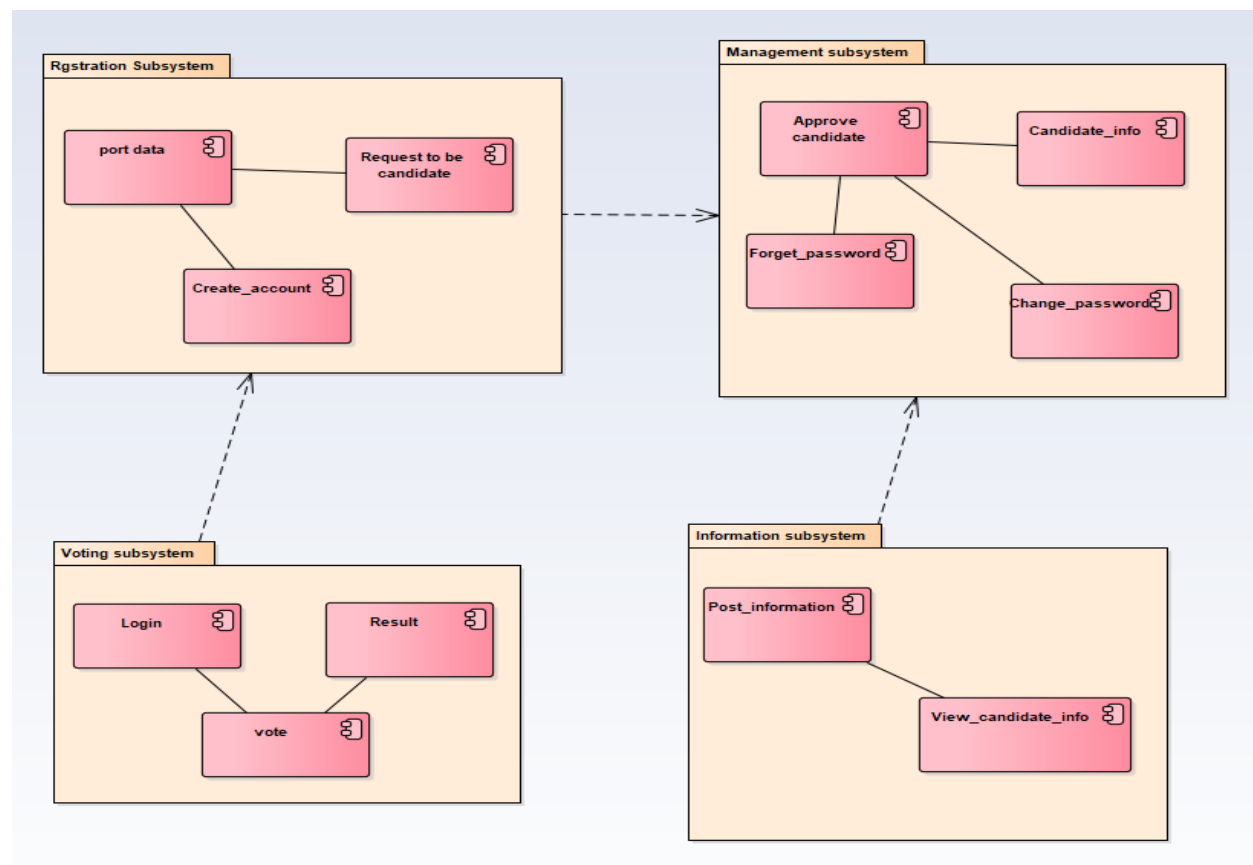 Rgstration Subsystem
port data
Request to be
candidate
Create_account
Management subsystem
Approve
candidate
Candidate_info
Forget_password
Change_password
Voting subsystem
Login
Result
vote
Information subsystem
Post_information
View_candidate_info